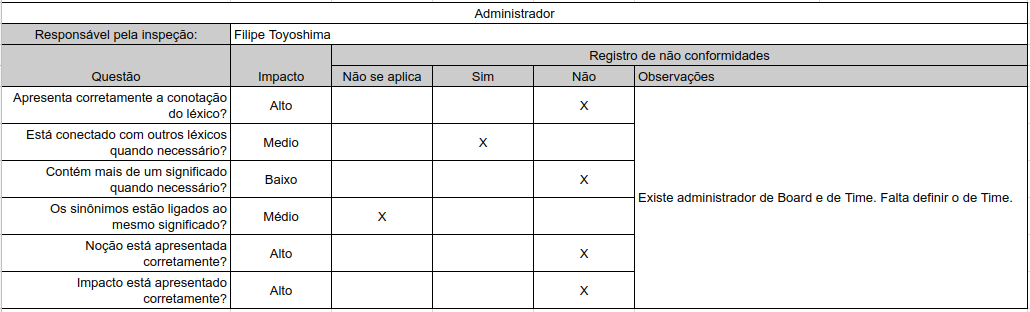 Administrador
Responsável pela inspeção: Filipe Toyoshima
Registro de não conformidades
Questão Impacto Não se aplica Sim Não Observações
Apresenta corretamente a conotação
do léxico? Alto X
Está conectado com outros léxicos
quando necessário? Medio X
Contém mais de um significado
quando necessário? Baixo X
Existe administrador de Board e de Time. Falta definir o de Time.
Os sinônimos estão ligados ao
mesmo significado? Médio X
Noção está apresentada
corretamente? Alto X
Impacto está apresentado
corretamente? Alto X